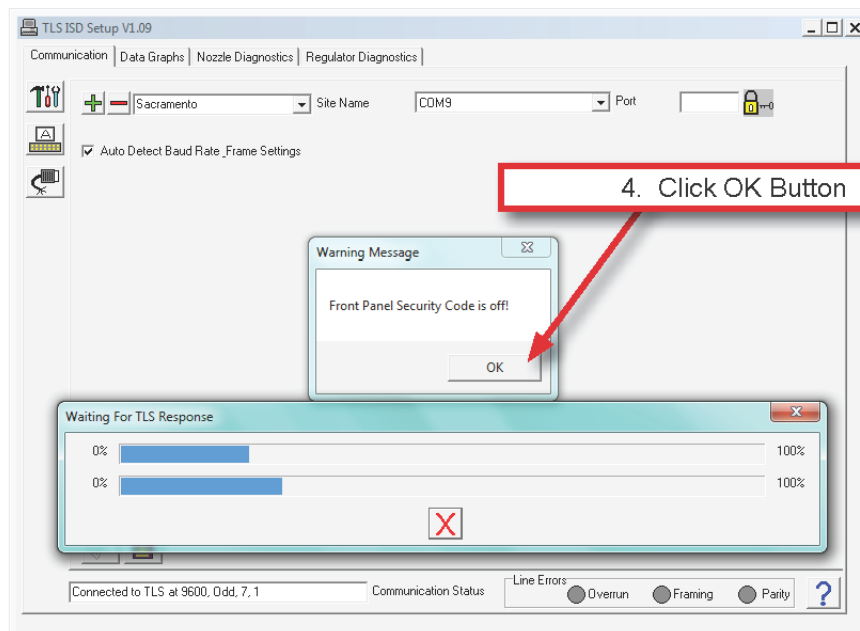 TLS ISD Setup V1.09
Communication Data Graphs Nozzle Diagnostics Regulator Diagnostics
Sacramento Site Name COM9 Port
Auto Detect Baud Rate_Frame Settings
4. Click OK Button
Warning Message
Front Panel Security Code is off!
OK
Waiting For TLS Response
0% 100%
0% 100%
Connected to TLS at 9600, Odd, 7, 1 Communication Status Line Errors Overrun Framing Parity ?